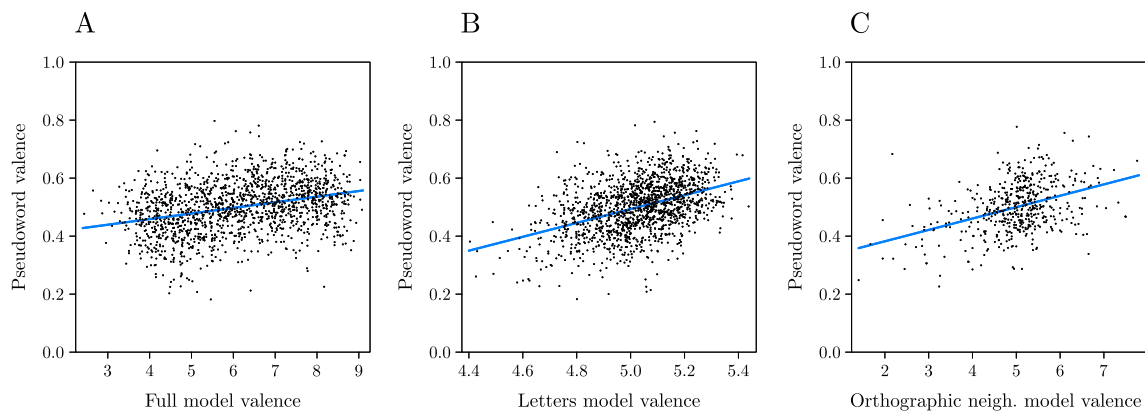 A
B
C
Pseudoword valence
1.0
0.8
0.6
0.4
0.2
0.0
3 4 5 6 7 8 9
Full model valence
Pseudoword valence
1.0
0.8
0.6
0.4
0.2
0.0
4.4 4.6 4.8 5.0 5.2 5.4
Letters model valence
Pseudoword valence
1.0
0.8
0.6
0.4
0.2
0.0
2 3 4 5 6 7
Orthographic neigh. model valence